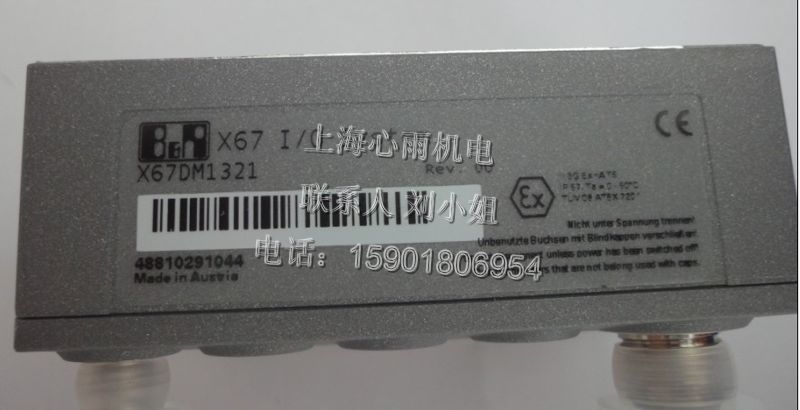 B&R X67 I/O
X67DM1321
Rev. 00
CE
Ex
48810291044
Made in Austria
Nicht unter Spannung trennen!
Unbenutzte Buchsen mit Blindkappen verschließen!
unless power has been switched off!
that are not belong used with caps.
上海心雨机电
联系人 刘小姐
电话：15901806954